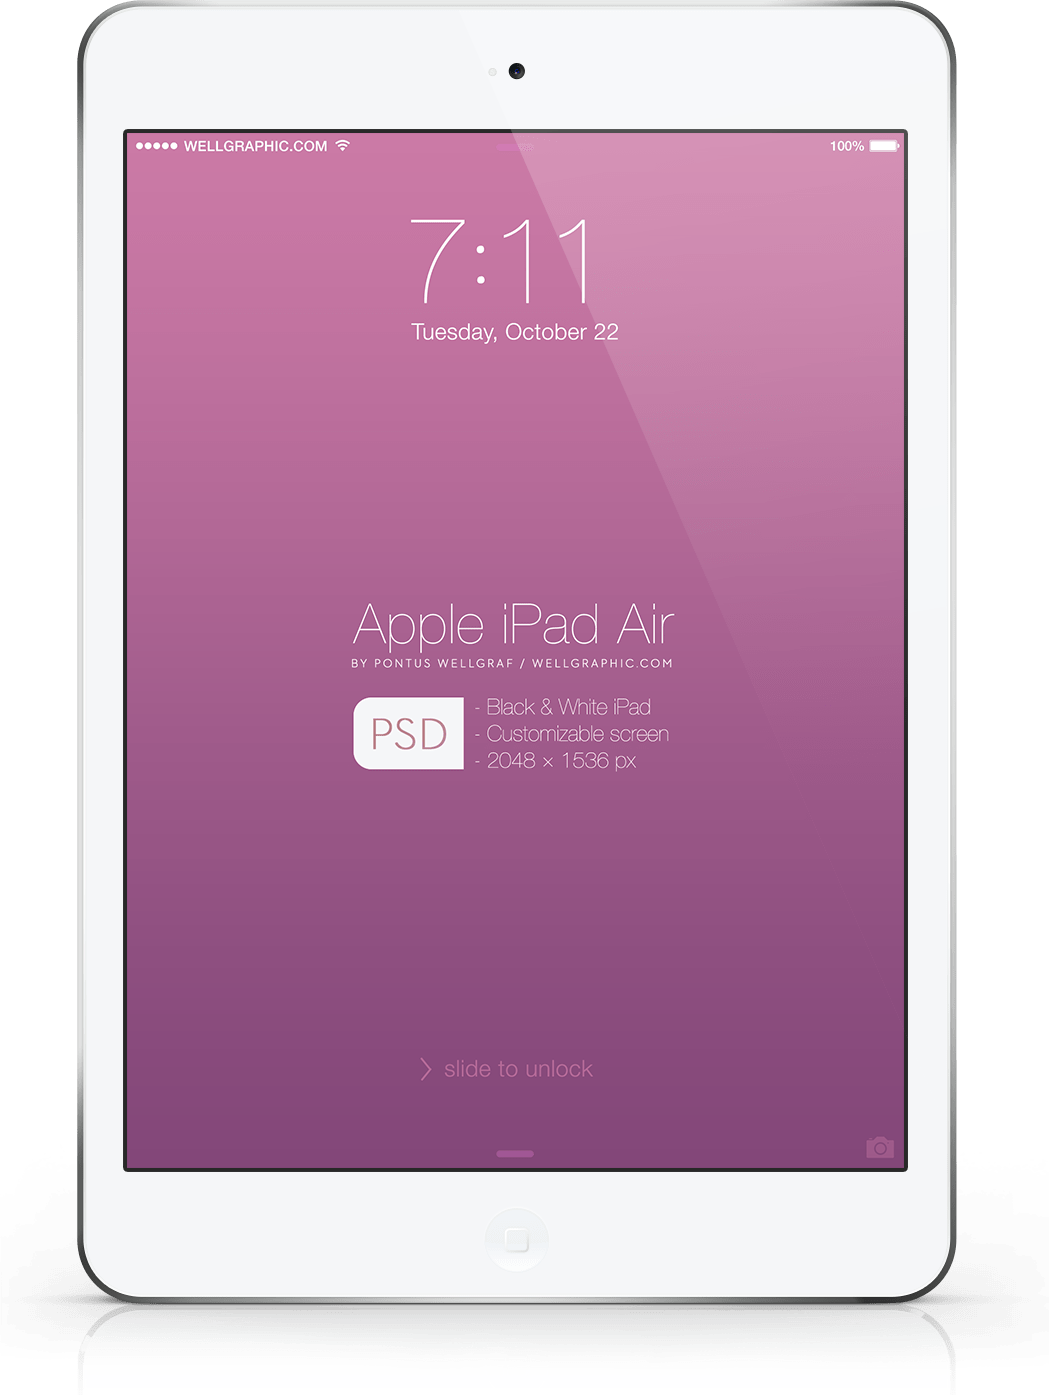 WELLGRAPHIC.COM 100%
7:11
Tuesday, October 22
Apple iPad Air
BY PONTUS WELLGRAF / WELLGRAPHIC.COM
PSD
- Black & White iPad
- Customizable screen
- 2048 × 1536 px
slide to unlock